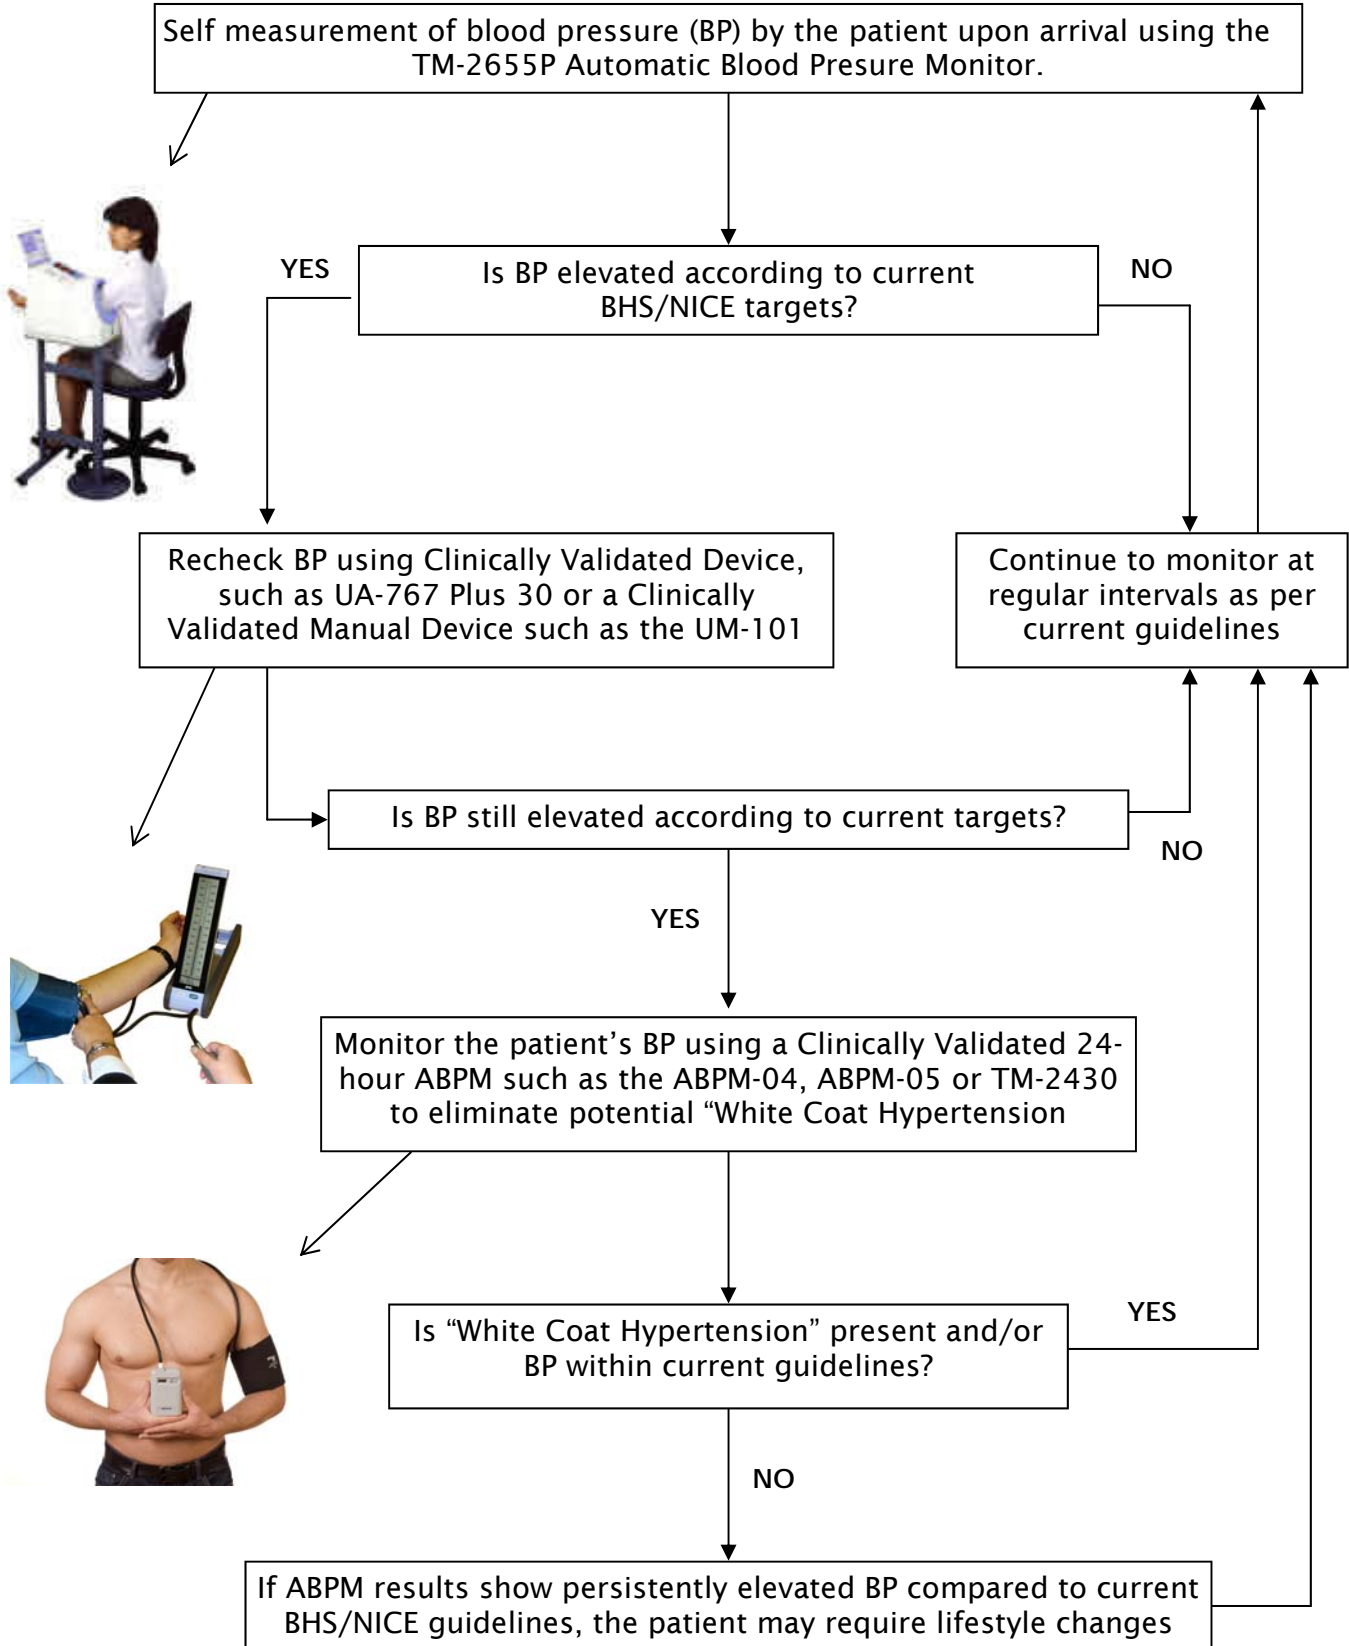 Self measurement of blood pressure (BP) by the patient upon arrival using the
TM-2655P Automatic Blood Presure Monitor.
YES
Is BP elevated according to current
BHS/NICE targets?
NO
Recheck BP using Clinically Validated Device,
such as UA-767 Plus 30 or a Clinically
Validated Manual Device such as the UM-101
Continue to monitor at
regular intervals as per
current guidelines
Is BP still elevated according to current targets?
NO
YES
Monitor the patient’s BP using a Clinically Validated 24-
hour ABPM such as the ABPM-04, ABPM-05 or TM-2430
to eliminate potential “White Coat Hypertension
Is “White Coat Hypertension” present and/or
BP within current guidelines?
YES
NO
If ABPM results show persistently elevated BP compared to current
BHS/NICE guidelines, the patient may require lifestyle changes